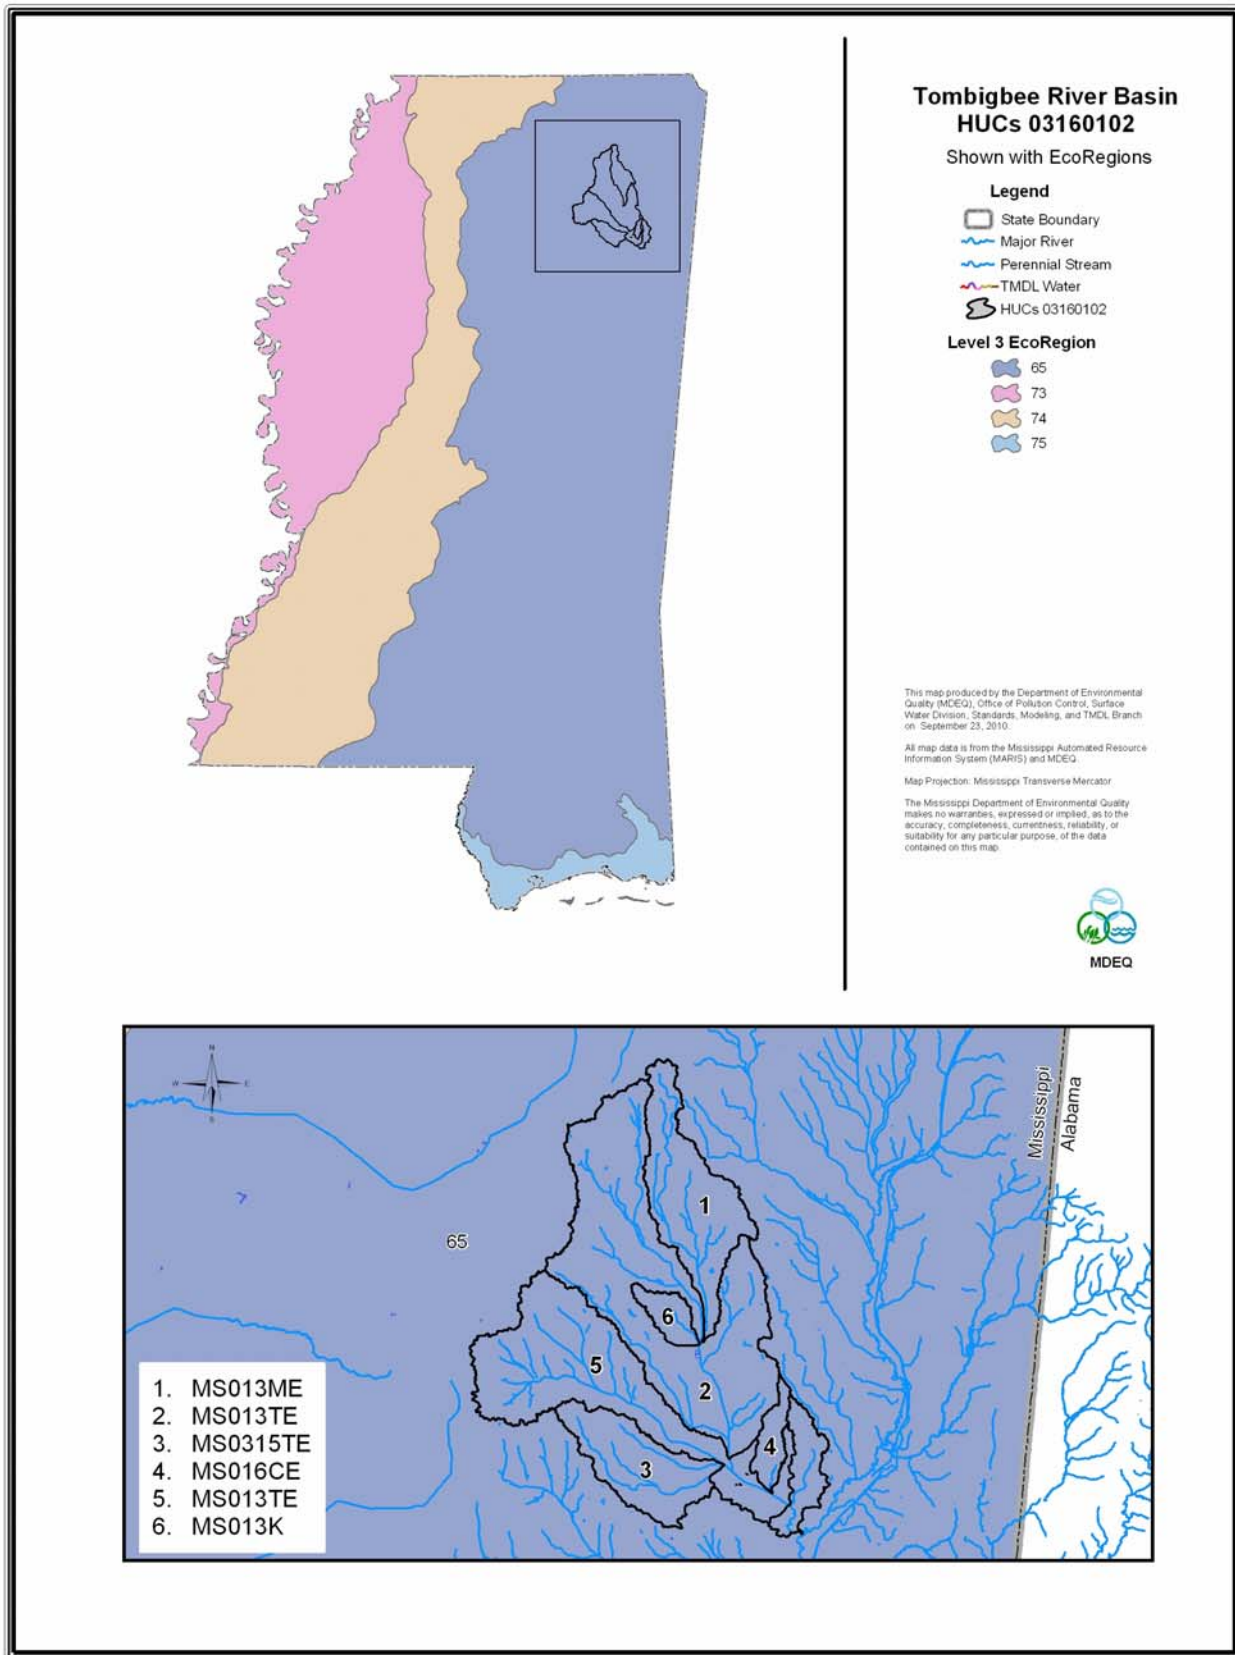 Tombigbee River Basin
HUCs 03160102
Shown with EcoRegions
Legend
State Boundary
Major River
Perennial Stream
TMDL Water
HUCs 03160102
Level 3 EcoRegion
65
73
74
75
This map produced by the Department of Environmental
Quality (MDEQ), Office of Pollution Control, Surface
Water Division, Standards, Modeling, and TMDL Branch
on September 23, 2010.
All map data is from the Mississippi Automated Resource
Information System (MARIS) and MDEQ.
Map Projection: Mississippi Transverse Mercator
The Mississippi Department of Environmental Quality
makes no warranties, expressed or implied, as to the
accuracy, completeness, currentness, reliability, or
suitability for any particular purpose, of the data
contained on this map.
MDEQ
N
W E
S
Mississippi
Alabama
1
65
6
5
2
4
3
1. MS013ME
2. MS013TE
3. MS0315TE
4. MS016CE
5. MS013TE
6. MS013K